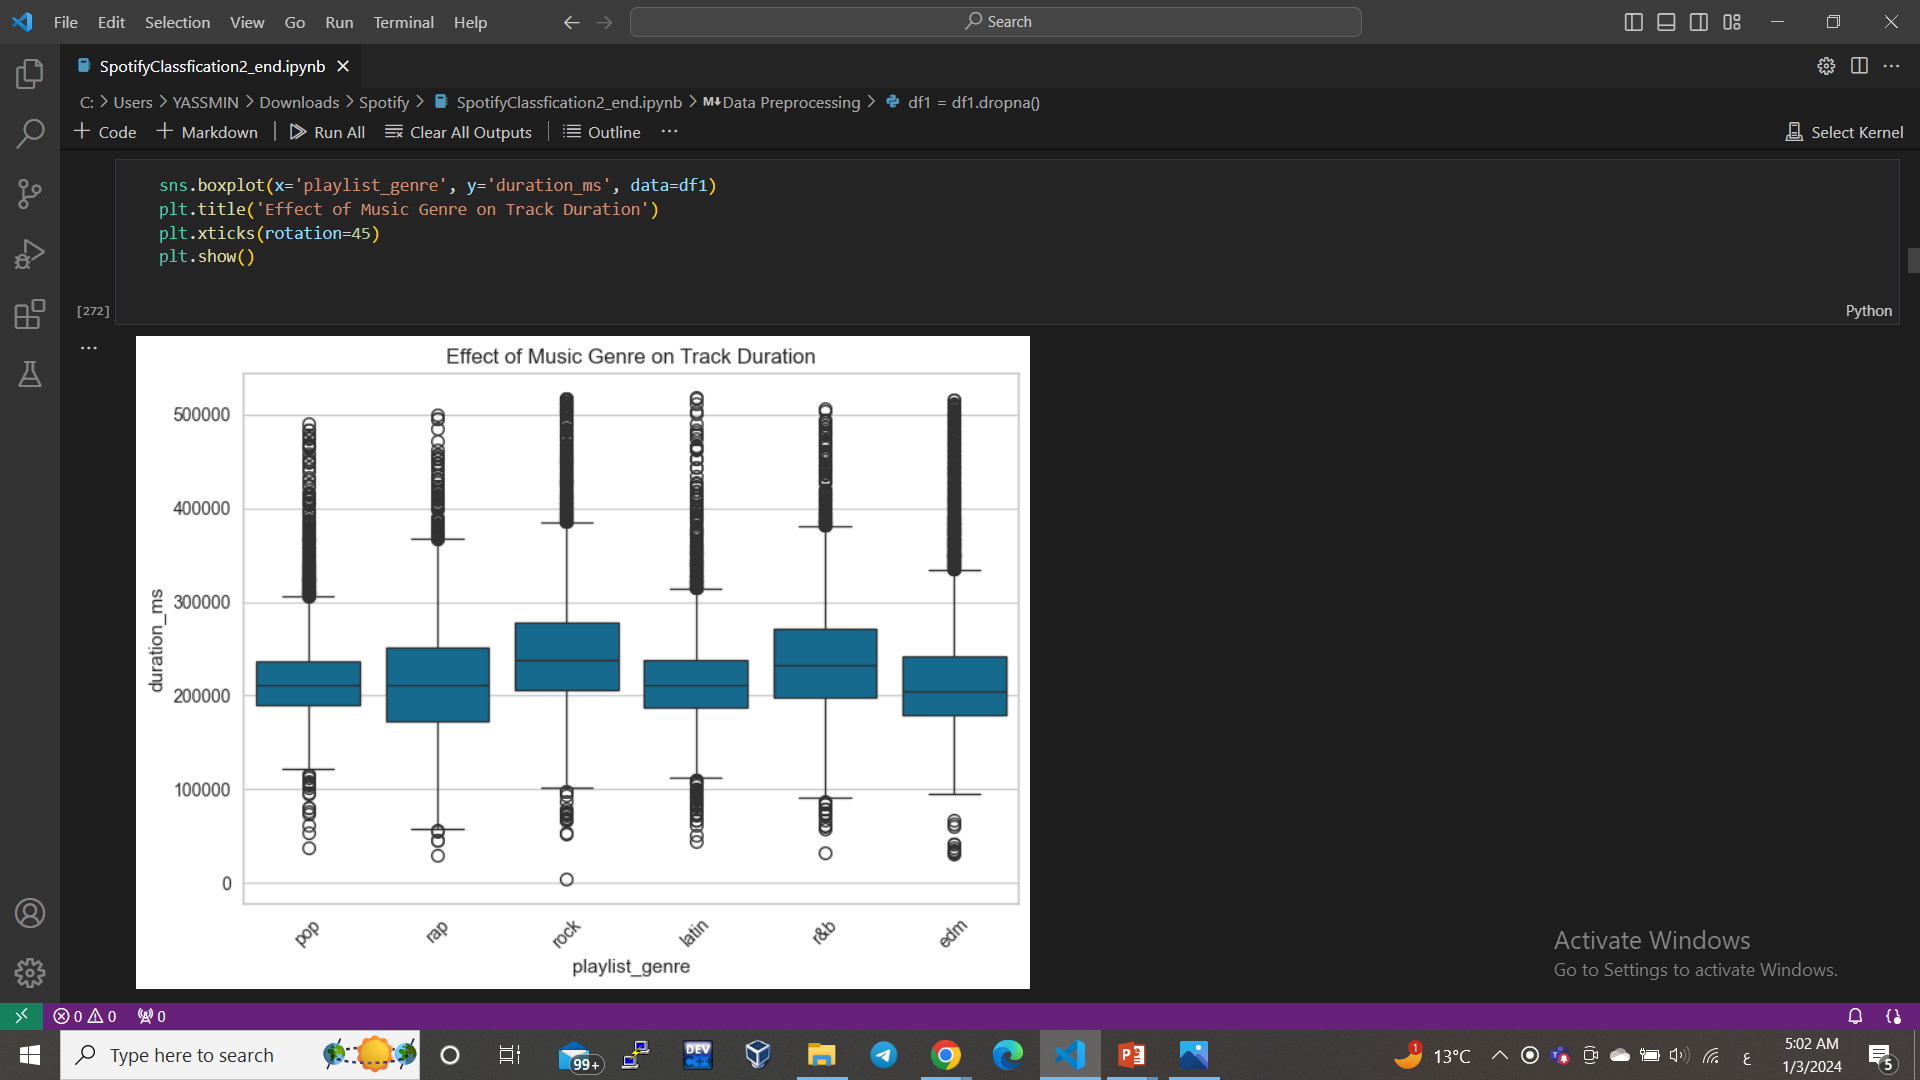 File Edit Selection View Go Run Terminal Help
Search
SpotifyClassfication2_end.ipynb
C: > Users > YASSMIN > Downloads > Spotify > SpotifyClassfication2_end.ipynb > M↓Data Preprocessing > df1 = df1.dropna()
+ Code + Markdown | Run All Clear All Outputs | Outline ...
Select Kernel
sns.boxplot(x='playlist_genre', y='duration_ms', data=df1)
plt.title('Effect of Music Genre on Track Duration')
plt.xticks(rotation=45)
plt.show()
[272]
Python
...
Effect of Music Genre on Track Duration
duration_ms
500000
400000
300000
200000
100000
0
pop rap rock latin r&b edm
playlist_genre
Activate Windows
Go to Settings to activate Windows.
0 0 0
Type here to search
99+
DEV
P
1
13°C
ع
5:02 AM
1/3/2024
5